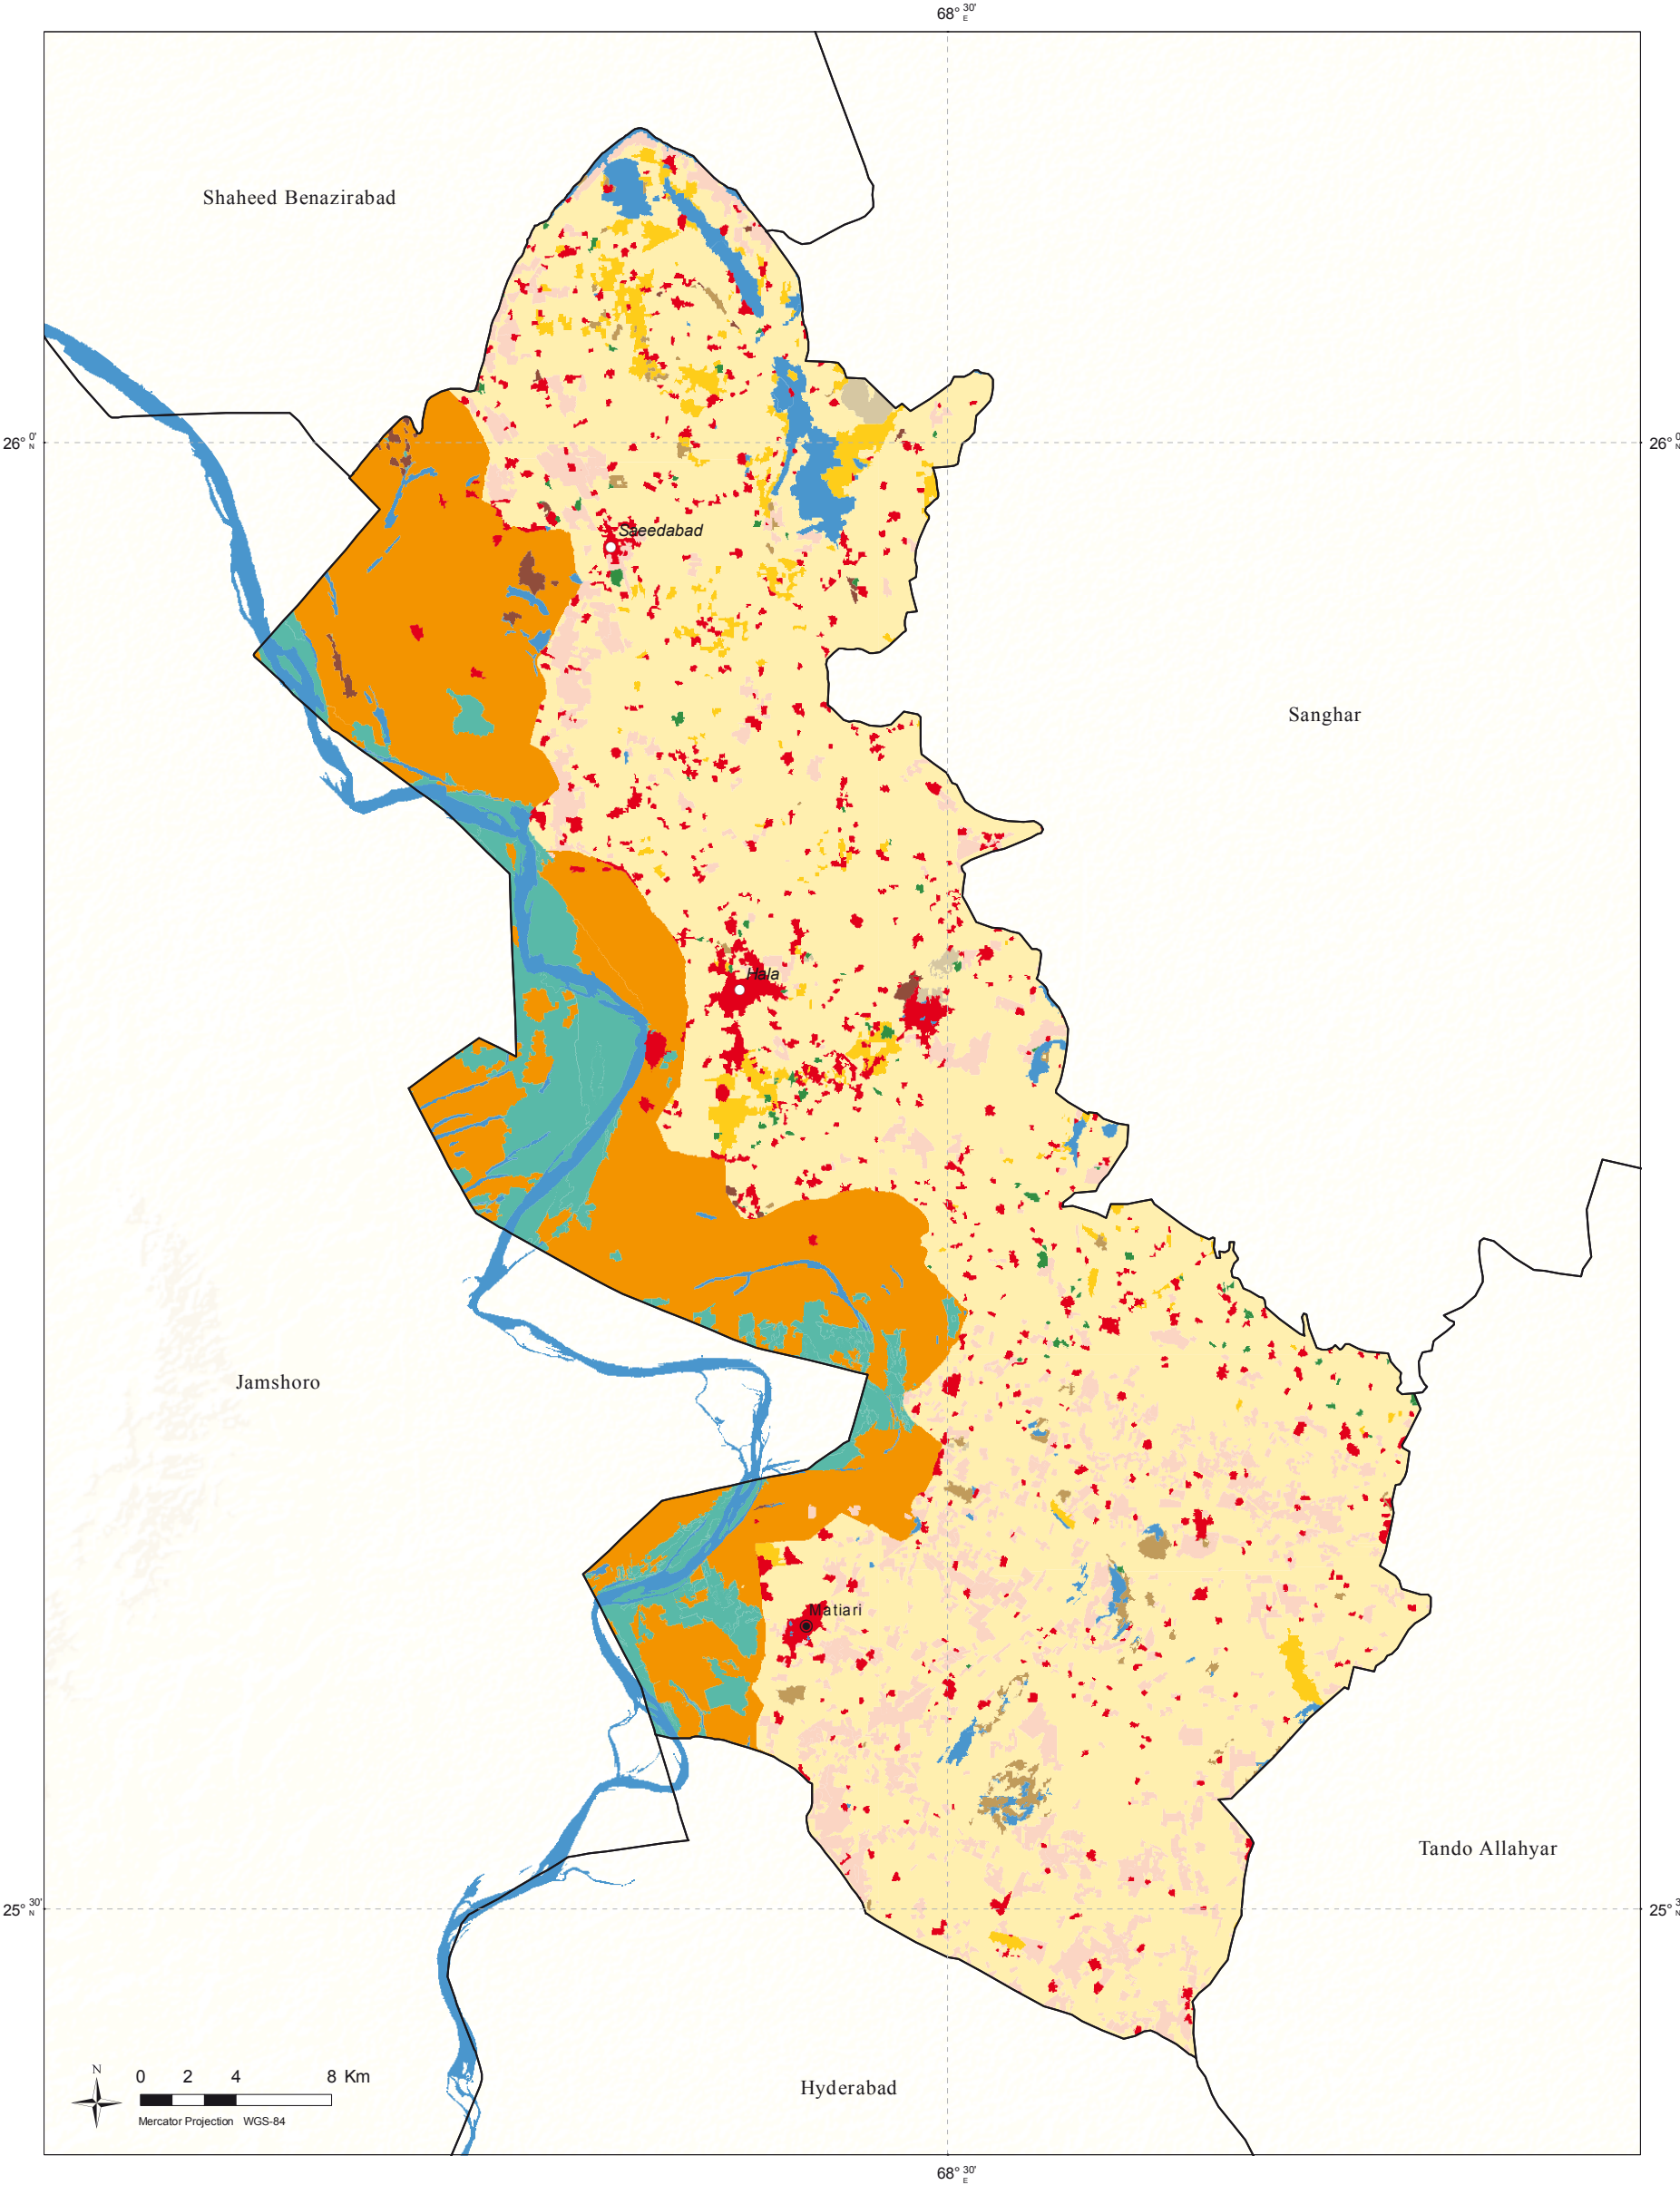 68° 30' E
Shaheed Benazirabad
26° 0' N
26° 0' N
Saeedabad
Sanghar
Hala
Jamshoro
Matiari
Tando Allahyar
25° 30' N
25° 3
N
Hyderabad
N
0 2 4 8 Km
Mercator Projection WGS-84
68° 30' E